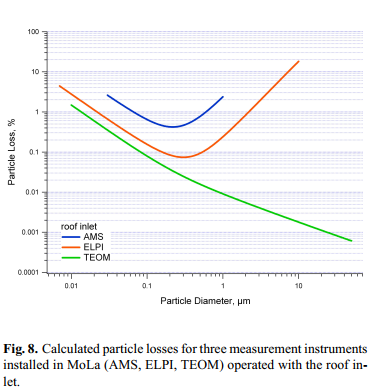 100
10
1
0.1
0.01
0.001
0.0001
Particle Loss, %
roof inlet
AMS
ELPI
TEOM
0.01 0.1 1 10
Particle Diameter, µm
Fig. 8. Calculated particle losses for three measurement instruments
installed in MoLa (AMS, ELPI, TEOM) operated with the roof in-
let.